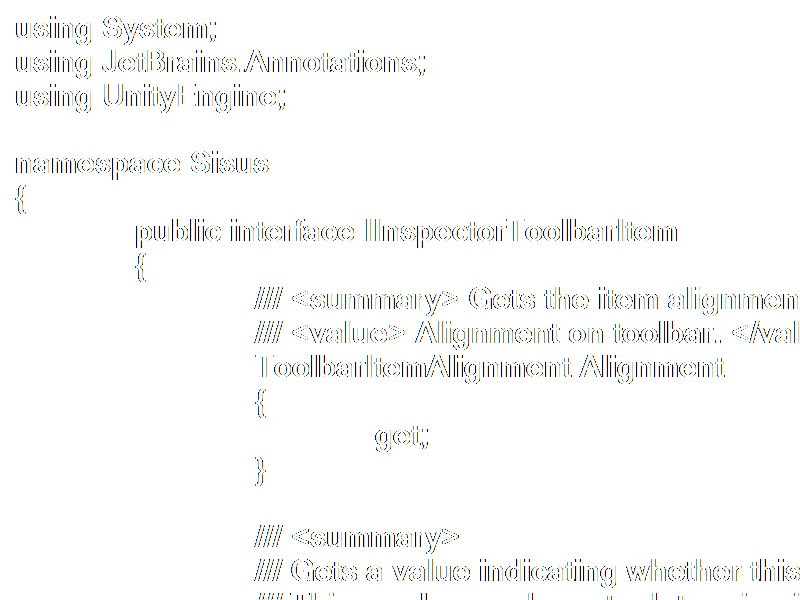 using System;
using JetBrains.Annotations;
using UnityEngine;
namespace Sisus
{
public interface IInspectorToolbarItem
{
/// <summary> Gets the item alignmen
/// <value> Alignment on toolbar. </val
ToolbarItemAlignment Alignment
{
get;
}
/// <summary>
/// Gets a value indicating whether this